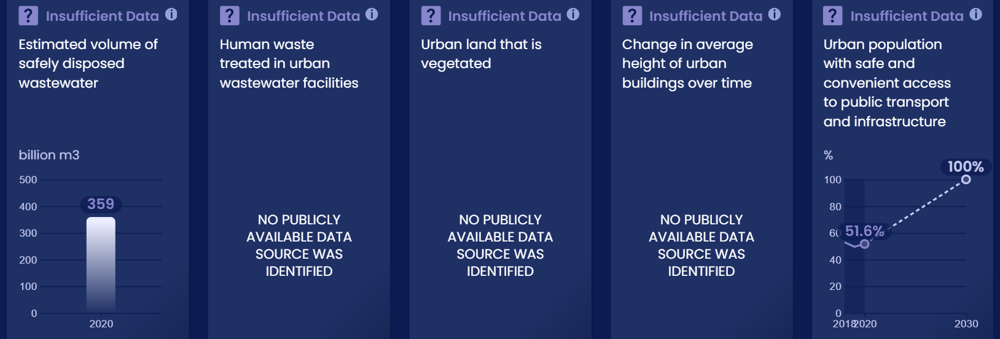 ? Insufficient Data i
Estimated volume of
safely disposed
wastewater
billion m3
500
400
300
200
100
0
359
2020
? Insufficient Data i
Human waste
treated in urban
wastewater facilities
NO PUBLICLY
AVAILABLE DATA
SOURCE WAS
IDENTIFIED
? Insufficient Data i
Urban land that is
vegetated
NO PUBLICLY
AVAILABLE DATA
SOURCE WAS
IDENTIFIED
? Insufficient Data i
Change in average
height of urban
buildings over time
NO PUBLICLY
AVAILABLE DATA
SOURCE WAS
IDENTIFIED
? Insufficient Data i
Urban population
with safe and
convenient access
to public transport
and infrastructure
%
100%
100
80
60
51.6%
40
20
0
2018
2020
2030